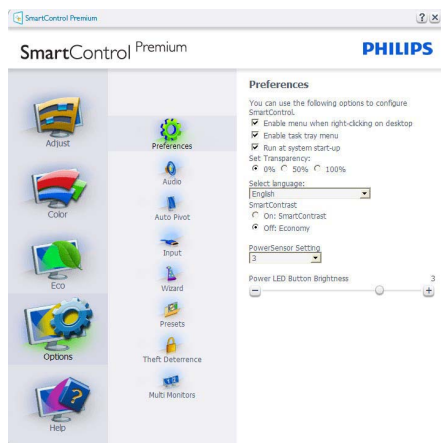 SmartControl Premium
? x
SmartControl Premium
PHILIPS
Adjust
Color
Eco
Options
Help
Preferences
Audio
Auto Pivot
Input
Wizard
Presets
Theft Deterrence
Multi Monitors
Preferences
You can use the following options to configure
SmartControl.
Enable menu when right-clicking on desktop
Enable task tray menu
Run at system start-up
Set Transparency:
0% 50% 100%
Select language:
English
SmartContrast
On: SmartContrast
Off: Economy
PowerSensor Setting
3
Power LED Button Brightness 3
− +